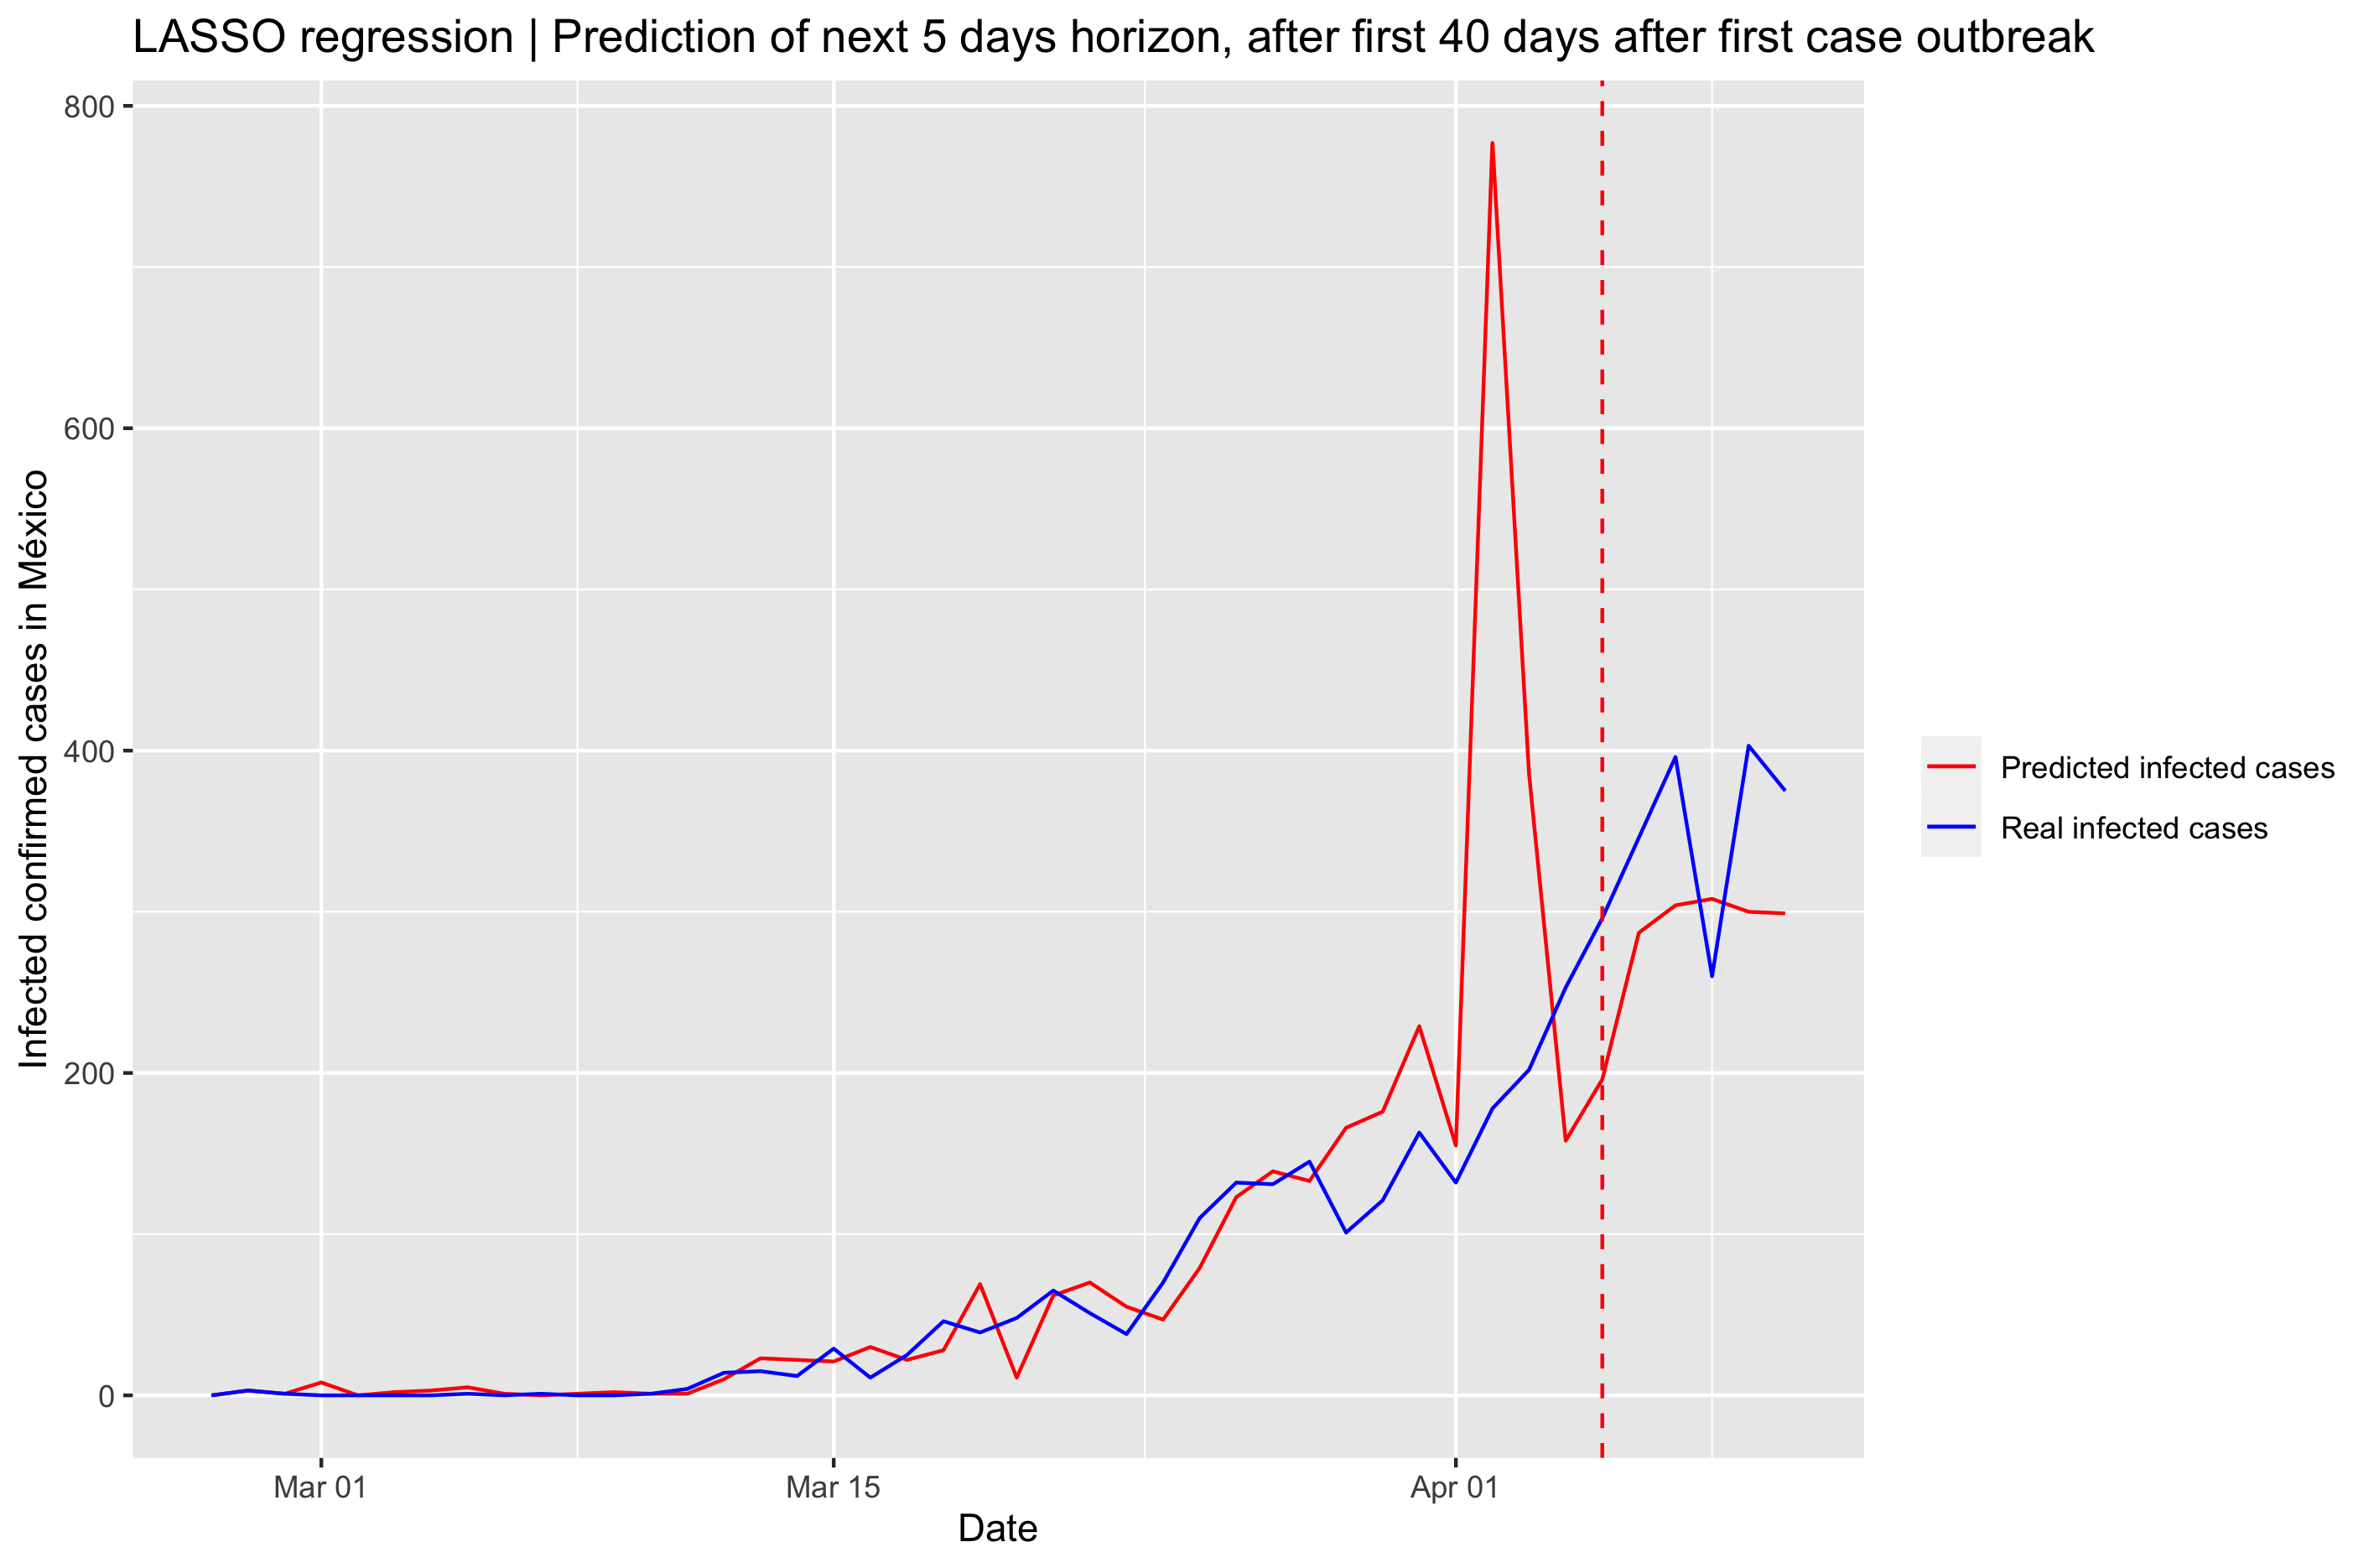 LASSO regression | Prediction of next 5 days horizon, after first 40 days after first case outbreak
800
600
400
200
0
Infected confirmed cases in México
Mar 01
Mar 15
Apr 01
Date
Predicted infected cases
Real infected cases